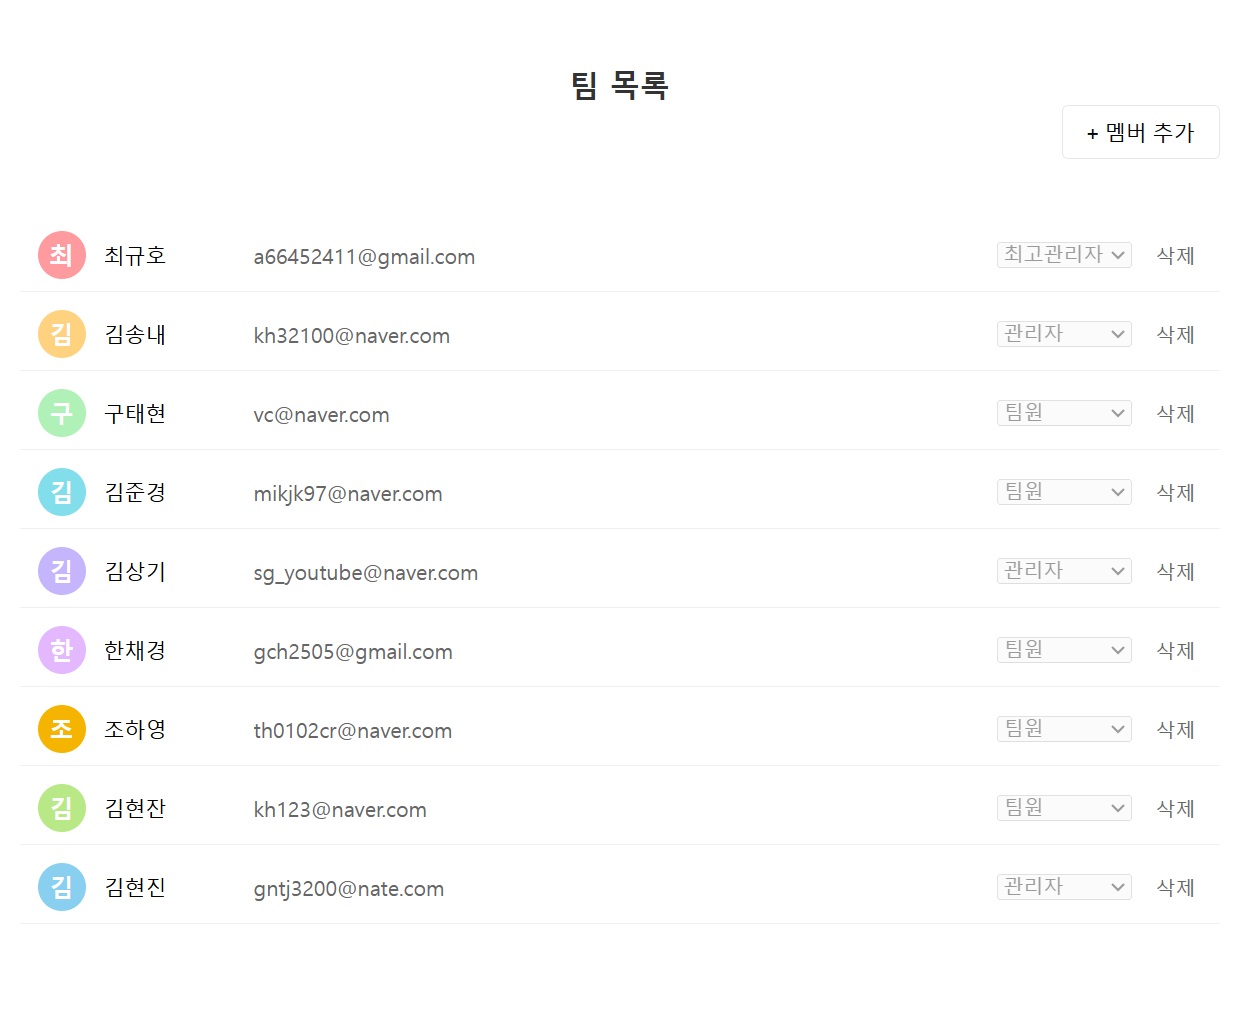 팀 목록
+ 멤버 추가
최 최규호 a66452411@gmail.com 최고관리자 삭제
김 김송내 kh32100@naver.com 관리자 삭제
구 구태현 vc@naver.com 팀원 삭제
김 김준경 mikjk97@naver.com 팀원 삭제
김 김상기 sg_youtube@naver.com 관리자 삭제
한 한채경 gch2505@gmail.com 팀원 삭제
조 조하영 th0102cr@naver.com 팀원 삭제
김 김현잔 kh123@naver.com 팀원 삭제
김 김현진 gntj3200@nate.com 관리자 삭제